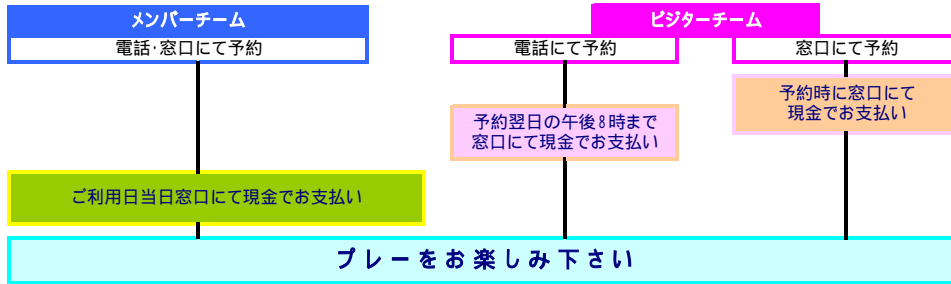 メンバーチーム
ビジターチーム
電話・窓口にて予約
電話にて予約
窓口にて予約
予約時に窓口にて
現金でお支払い
予約翌日の午後8時まで
窓口にて現金でお支払い
ご利用日当日窓口にて現金でお支払い
プレーをお楽しみ下さい